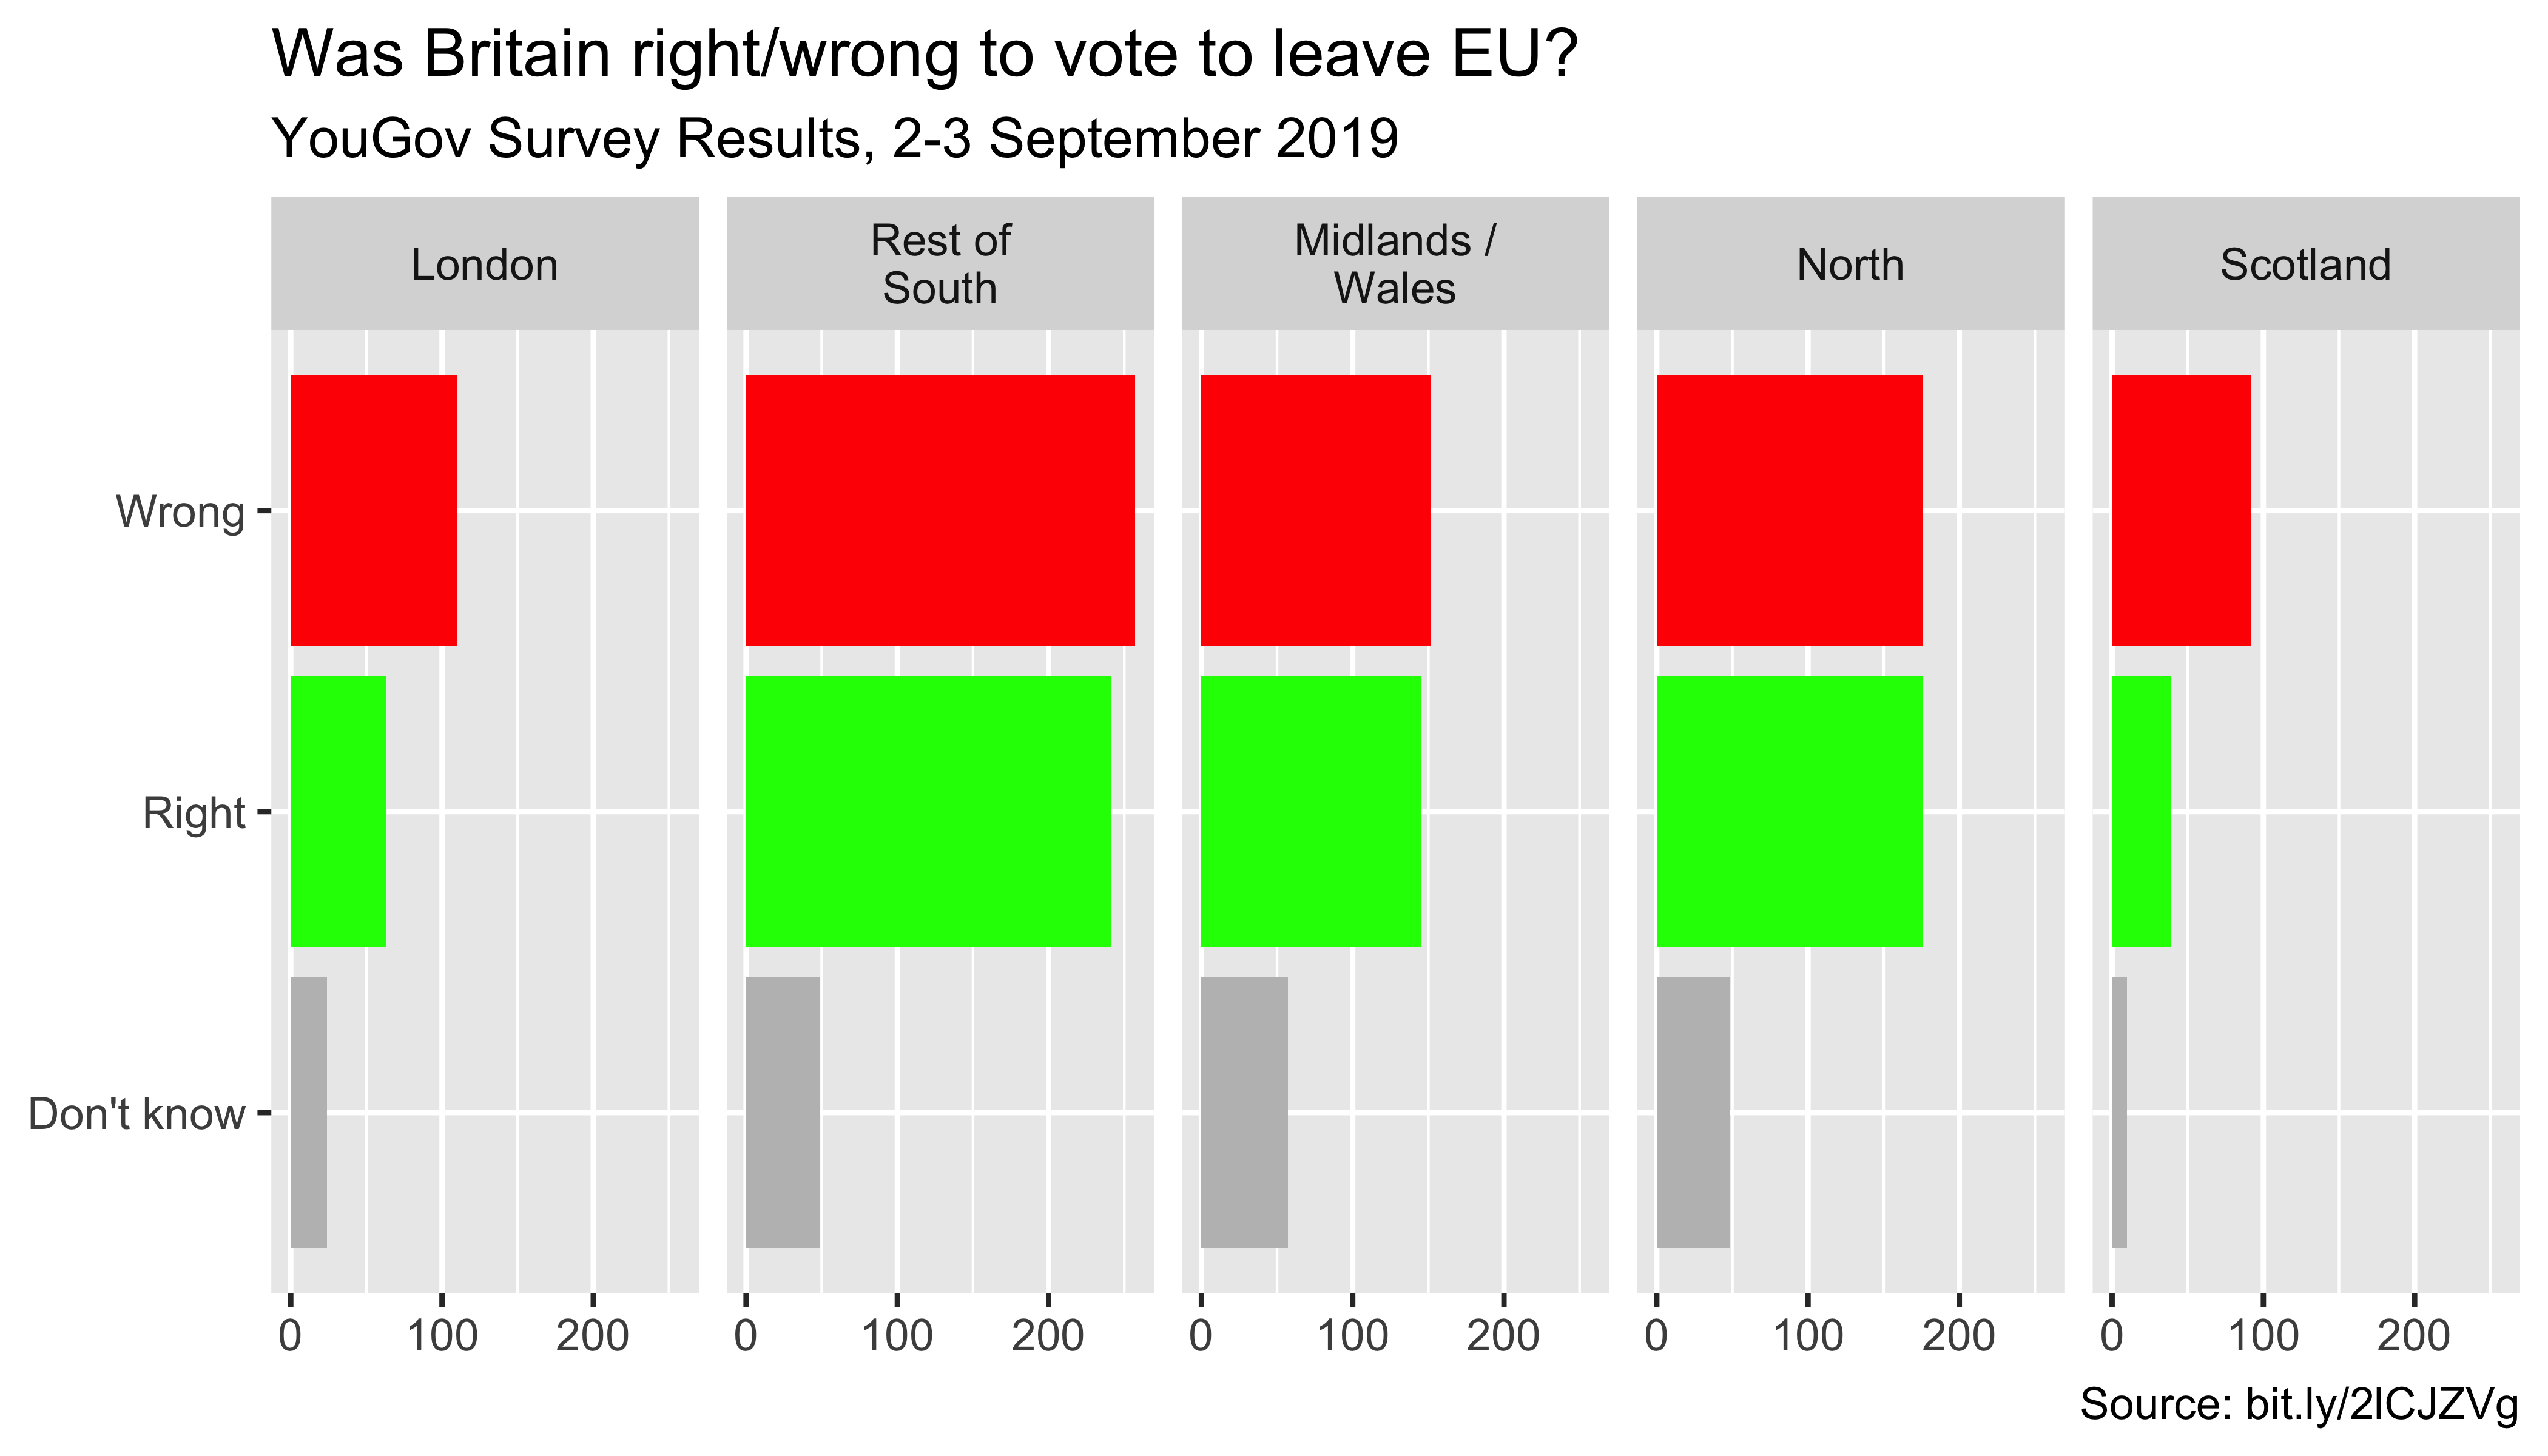 Was Britain right/wrong to vote to leave EU?
YouGov Survey Results, 2-3 September 2019
London
Rest of
South
Midlands /
Wales
North
Scotland
Wrong
Right
Don't know
0 100 200 0 100 200 0 100 200 0 100 200 0 100 200
Source: bit.ly/2lCJZVg